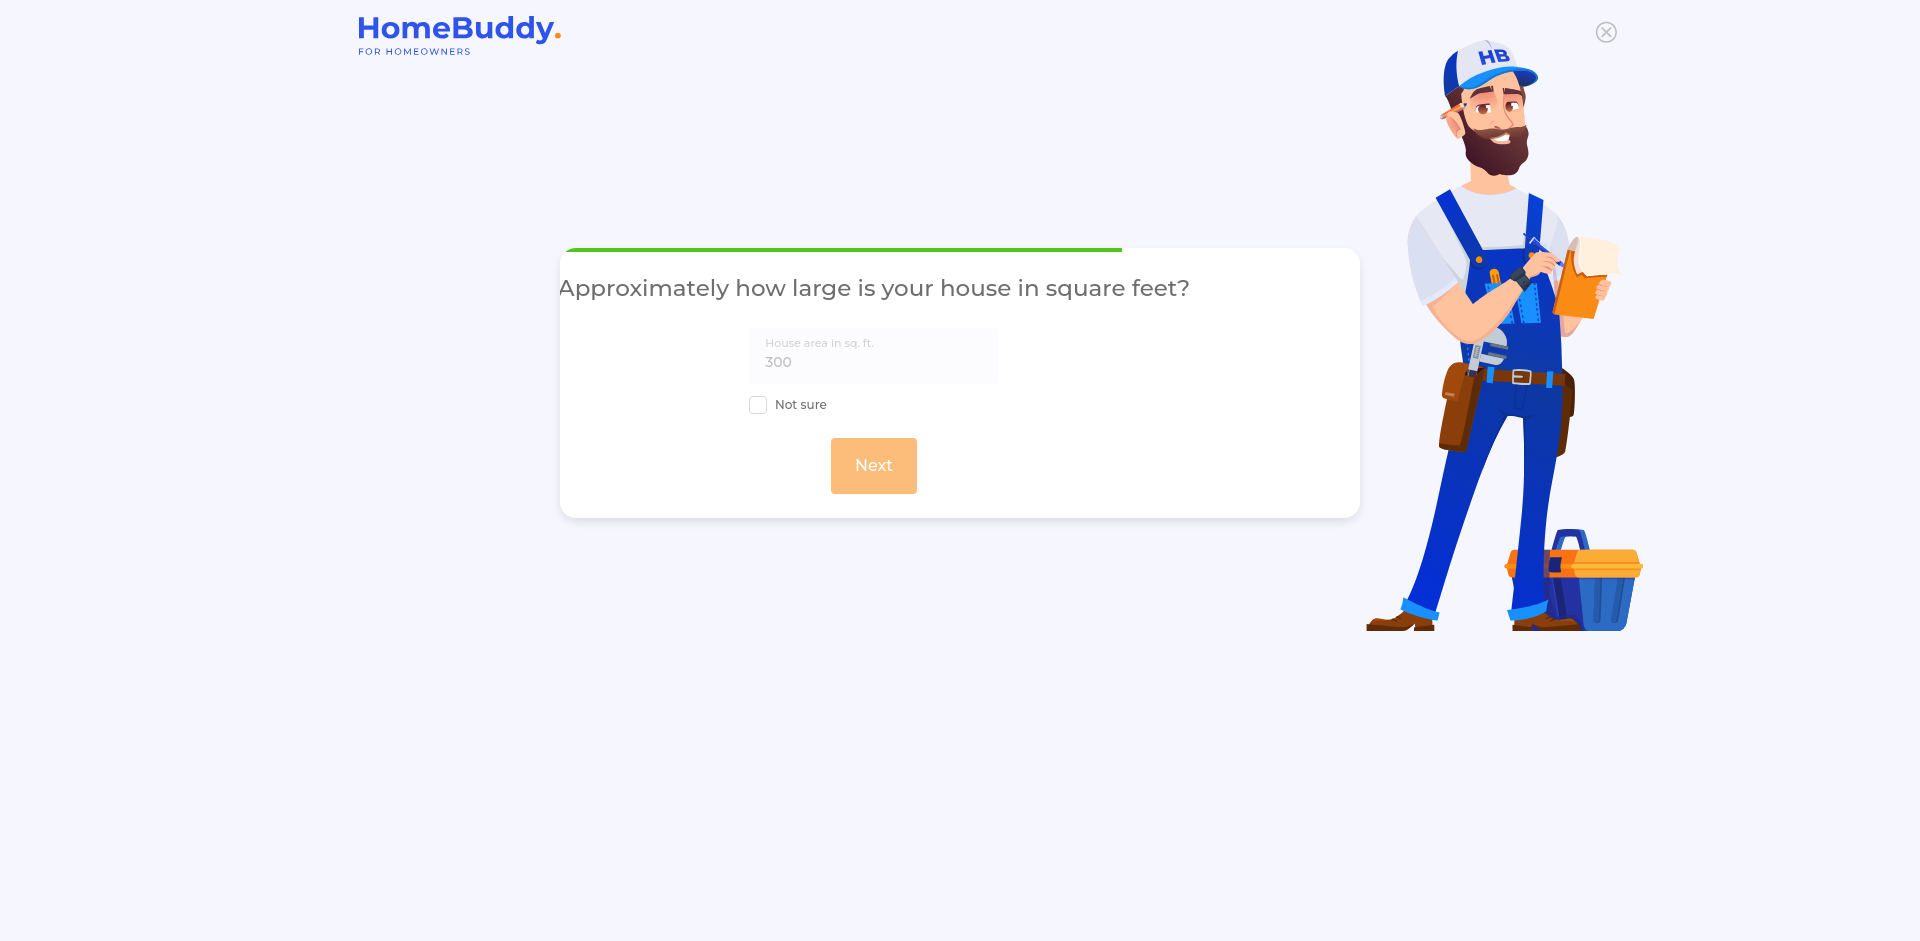 HomeBuddy.
FOR HOMEOWNERS
HB
Approximately how large is your house in square feet?
House area in sq. ft.
300
Not sure
Next